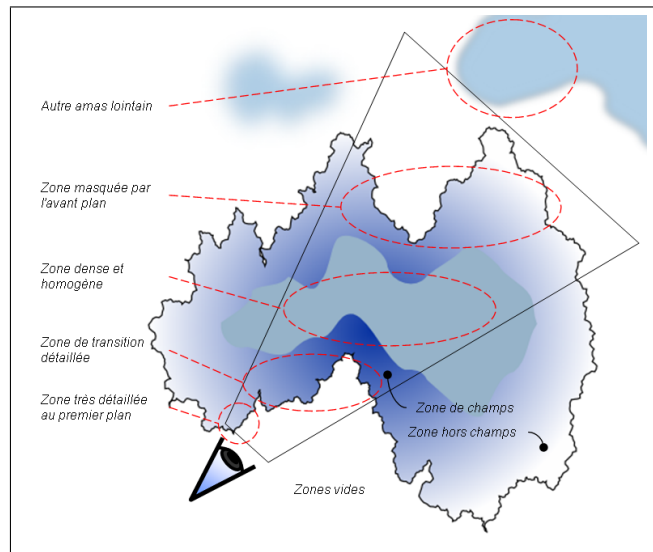 Autre amas lointain
Zone masquée par
l'avant plan
Zone dense et
homogène
Zone de transition
détaillée
Zone très détaillée
au premier plan
Zone de champs
Zone hors champs
Zones vides